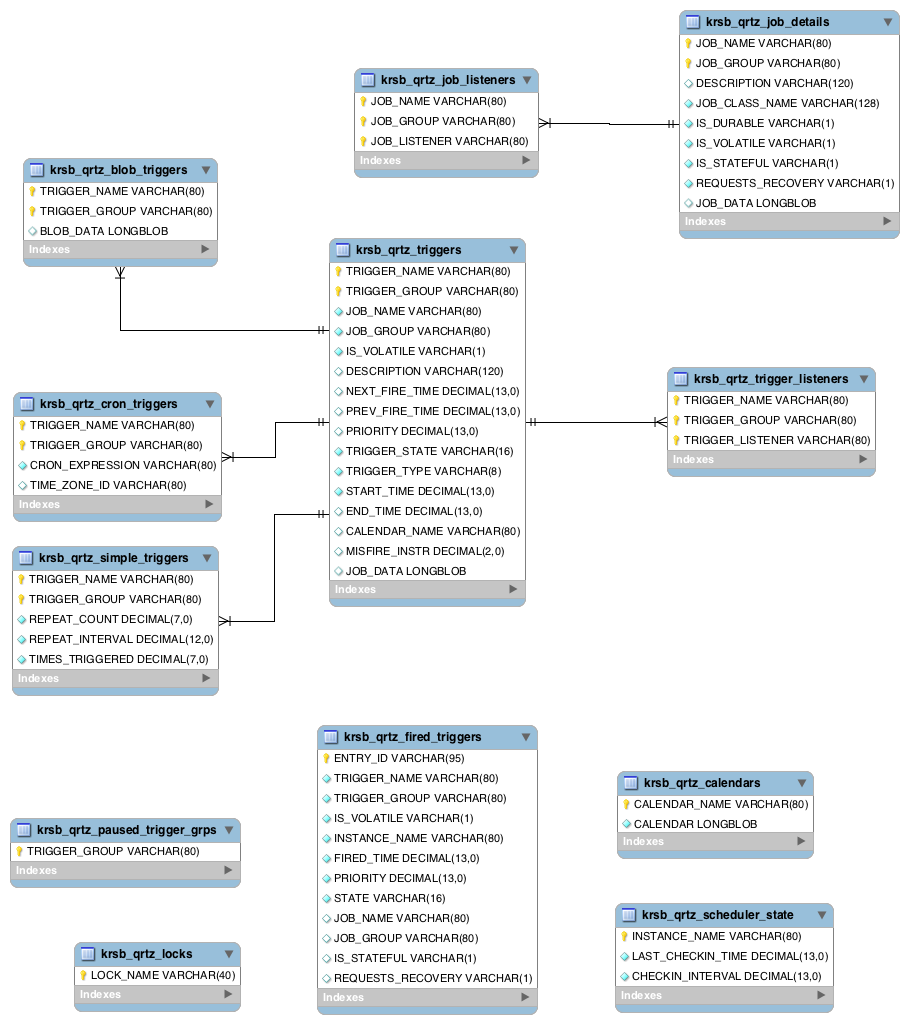 krsb_qrtz_job_details
JOB_NAME VARCHAR(80)
JOB_GROUP VARCHAR(80)
DESCRIPTION VARCHAR(120)
JOB_CLASS_NAME VARCHAR(128)
IS_DURABLE VARCHAR(1)
IS_VOLATILE VARCHAR(1)
IS_STATEFUL VARCHAR(1)
REQUESTS_RECOVERY VARCHAR(1)
JOB_DATA LONGBLOB
Indexes
krsb_qrtz_job_listeners
JOB_NAME VARCHAR(80)
JOB_GROUP VARCHAR(80)
JOB_LISTENER VARCHAR(80)
Indexes
krsb_qrtz_blob_triggers
TRIGGER_NAME VARCHAR(80)
TRIGGER_GROUP VARCHAR(80)
BLOB_DATA LONGBLOB
Indexes
krsb_qrtz_triggers
TRIGGER_NAME VARCHAR(80)
TRIGGER_GROUP VARCHAR(80)
JOB_NAME VARCHAR(80)
JOB_GROUP VARCHAR(80)
IS_VOLATILE VARCHAR(1)
DESCRIPTION VARCHAR(120)
NEXT_FIRE_TIME DECIMAL(13,0)
PREV_FIRE_TIME DECIMAL(13,0)
PRIORITY DECIMAL(13,0)
TRIGGER_STATE VARCHAR(16)
TRIGGER_TYPE VARCHAR(8)
START_TIME DECIMAL(13,0)
END_TIME DECIMAL(13,0)
CALENDAR_NAME VARCHAR(80)
MISFIRE_INSTR DECIMAL(2,0)
JOB_DATA LONGBLOB
Indexes
krsb_qrtz_trigger_listeners
TRIGGER_NAME VARCHAR(80)
TRIGGER_GROUP VARCHAR(80)
TRIGGER_LISTENER VARCHAR(80)
Indexes
krsb_qrtz_cron_triggers
TRIGGER_NAME VARCHAR(80)
TRIGGER_GROUP VARCHAR(80)
CRON_EXPRESSION VARCHAR(80)
TIME_ZONE_ID VARCHAR(80)
Indexes
krsb_qrtz_simple_triggers
TRIGGER_NAME VARCHAR(80)
TRIGGER_GROUP VARCHAR(80)
REPEAT_COUNT DECIMAL(7,0)
REPEAT_INTERVAL DECIMAL(12,0)
TIMES_TRIGGERED DECIMAL(7,0)
Indexes
krsb_qrtz_fired_triggers
ENTRY_ID VARCHAR(95)
TRIGGER_NAME VARCHAR(80)
TRIGGER_GROUP VARCHAR(80)
IS_VOLATILE VARCHAR(1)
INSTANCE_NAME VARCHAR(80)
FIRED_TIME DECIMAL(13,0)
PRIORITY DECIMAL(13,0)
STATE VARCHAR(16)
JOB_NAME VARCHAR(80)
JOB_GROUP VARCHAR(80)
IS_STATEFUL VARCHAR(1)
REQUESTS_RECOVERY VARCHAR(1)
Indexes
krsb_qrtz_calendars
CALENDAR_NAME VARCHAR(80)
CALENDAR LONGBLOB
Indexes
krsb_qrtz_paused_trigger_grps
TRIGGER_GROUP VARCHAR(80)
Indexes
krsb_qrtz_scheduler_state
INSTANCE_NAME VARCHAR(80)
LAST_CHECKIN_TIME DECIMAL(13,0)
CHECKIN_INTERVAL DECIMAL(13,0)
Indexes
krsb_qrtz_locks
LOCK_NAME VARCHAR(40)
Indexes